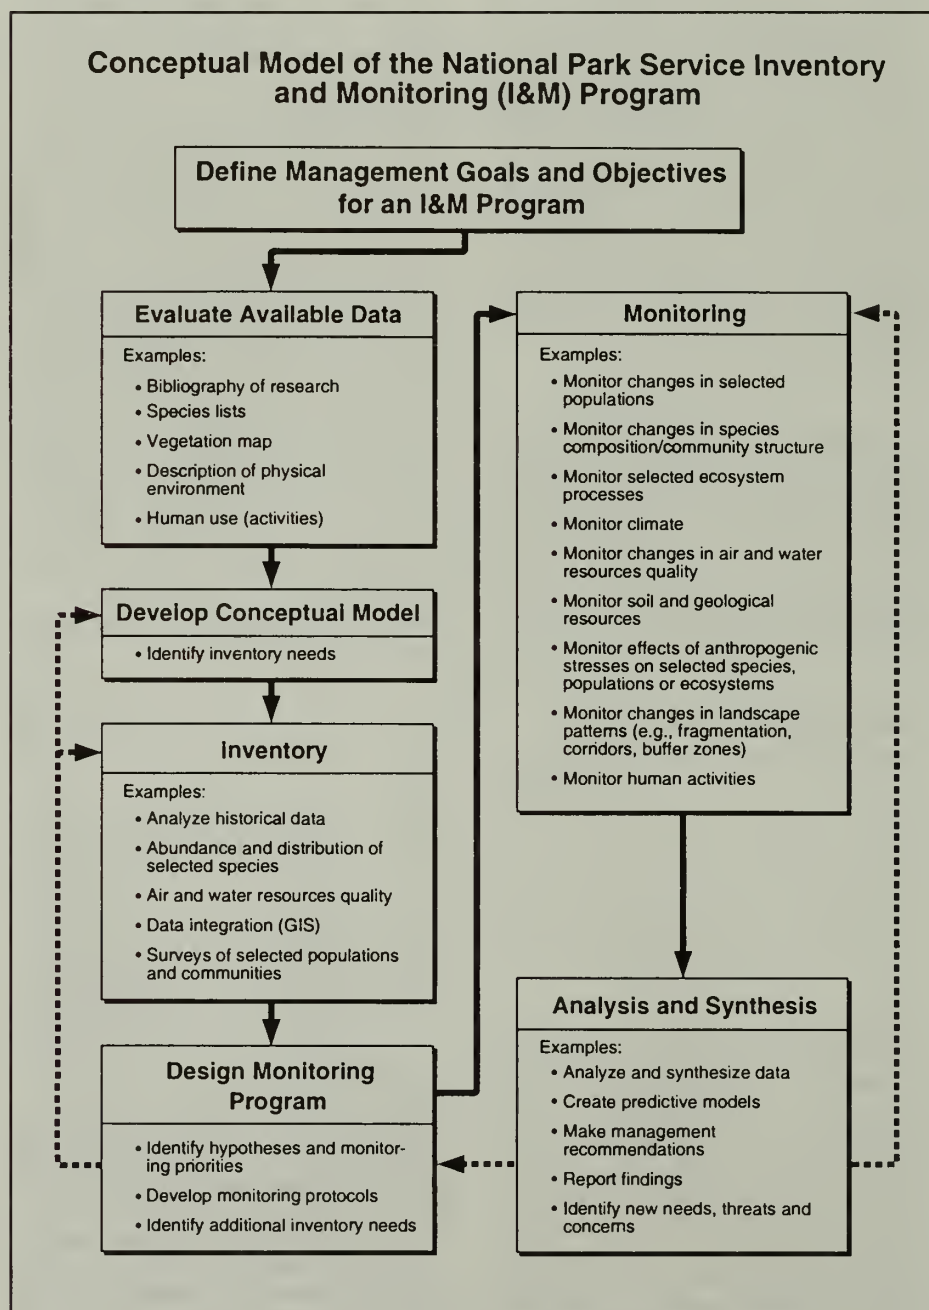 Conceptual Model of the National Park Service Inventory
and Monitoring (I&M) Program
Define Management Goals and Objectives
for an I&M Program
Evaluate Available Data
Examples:
• Bibliography of research
• Species lists
• Vegetation map
• Description of physical
environment
• Human use (activities)
Develop Conceptual Model
• Identify inventory needs
Inventory
Examples:
• Analyze historical data
• Abundance and distribution of
selected species
• Air and water resources quality
• Data integration (GIS)
• Surveys of selected populations
and communities
Design Monitoring
Program
• Identify hypotheses and monitor-
ing priorities
• Develop monitoring protocols
• Identify additional inventory needs
Monitoring
Examples:
• Monitor changes in selected
populations
• Monitor changes in species
composition/community structure
• Monitor selected ecosystem
processes
• Monitor climate
• Monitor changes in air and water
resources quality
• Monitor soil and geological
resources
• Monitor effects of anthropogenic
stresses on selected species,
populations or ecosystems
• Monitor changes in landscape
patterns (e.g., fragmentation,
corridors, buffer zones)
• Monitor human activities
Analysis and Synthesis
Examples:
• Analyze and synthesize data
• Create predictive models
• Make management
recommendations
• Report findings
• Identify new needs, threats and
concerns